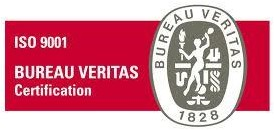 ISO 9001
BUREAU VERITAS
Certification
BUREAU VERITAS
1828